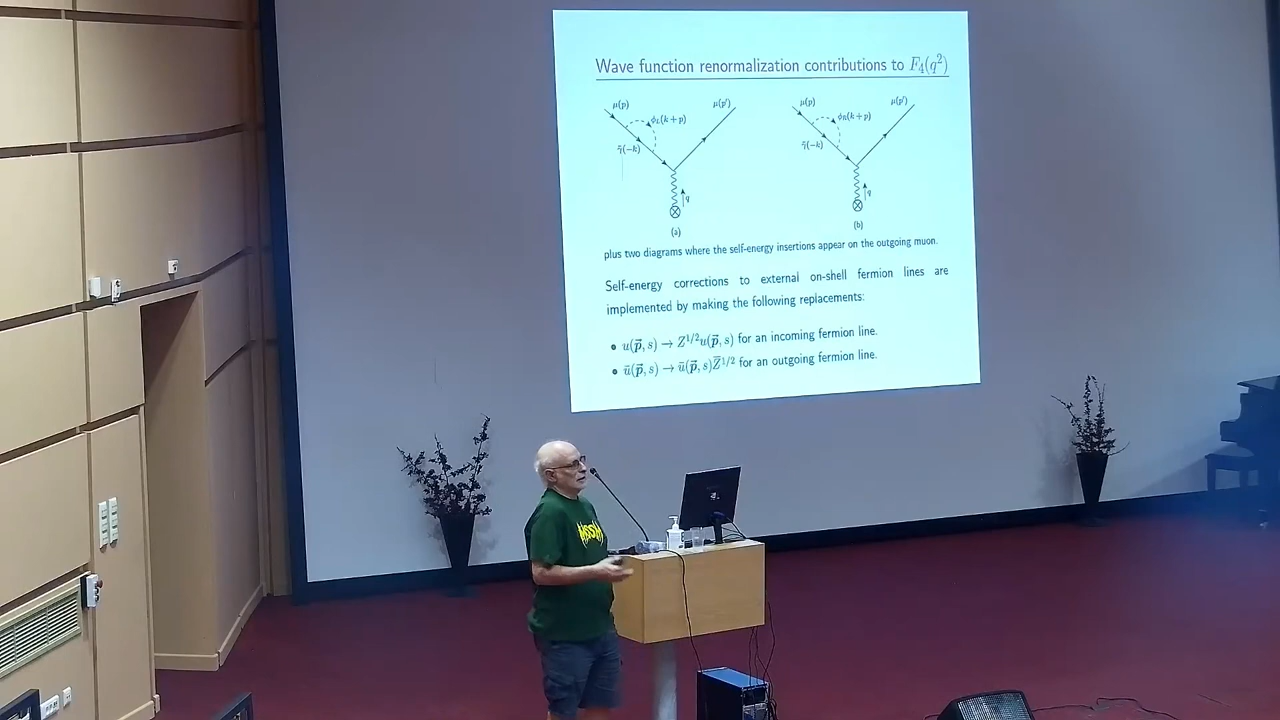 Wave function renormalization contributions to F₄(q²)
μ(p)
μ(p′)
ϕ_L(k+p)
γ̃(−k)
q
(a)
μ(p)
μ(p′)
ϕ_R(k+p)
γ̃(−k)
q
(b)
plus two diagrams where the self-energy insertions appear on the outgoing muon.
Self-energy corrections to external on-shell fermion lines are
implemented by making the following replacements:
• u(p⃗, s) → Z^{1/2}u(p⃗, s) for an incoming fermion line.
• ū(p⃗, s) → ū(p⃗, s)Z̄^{1/2} for an outgoing fermion line.